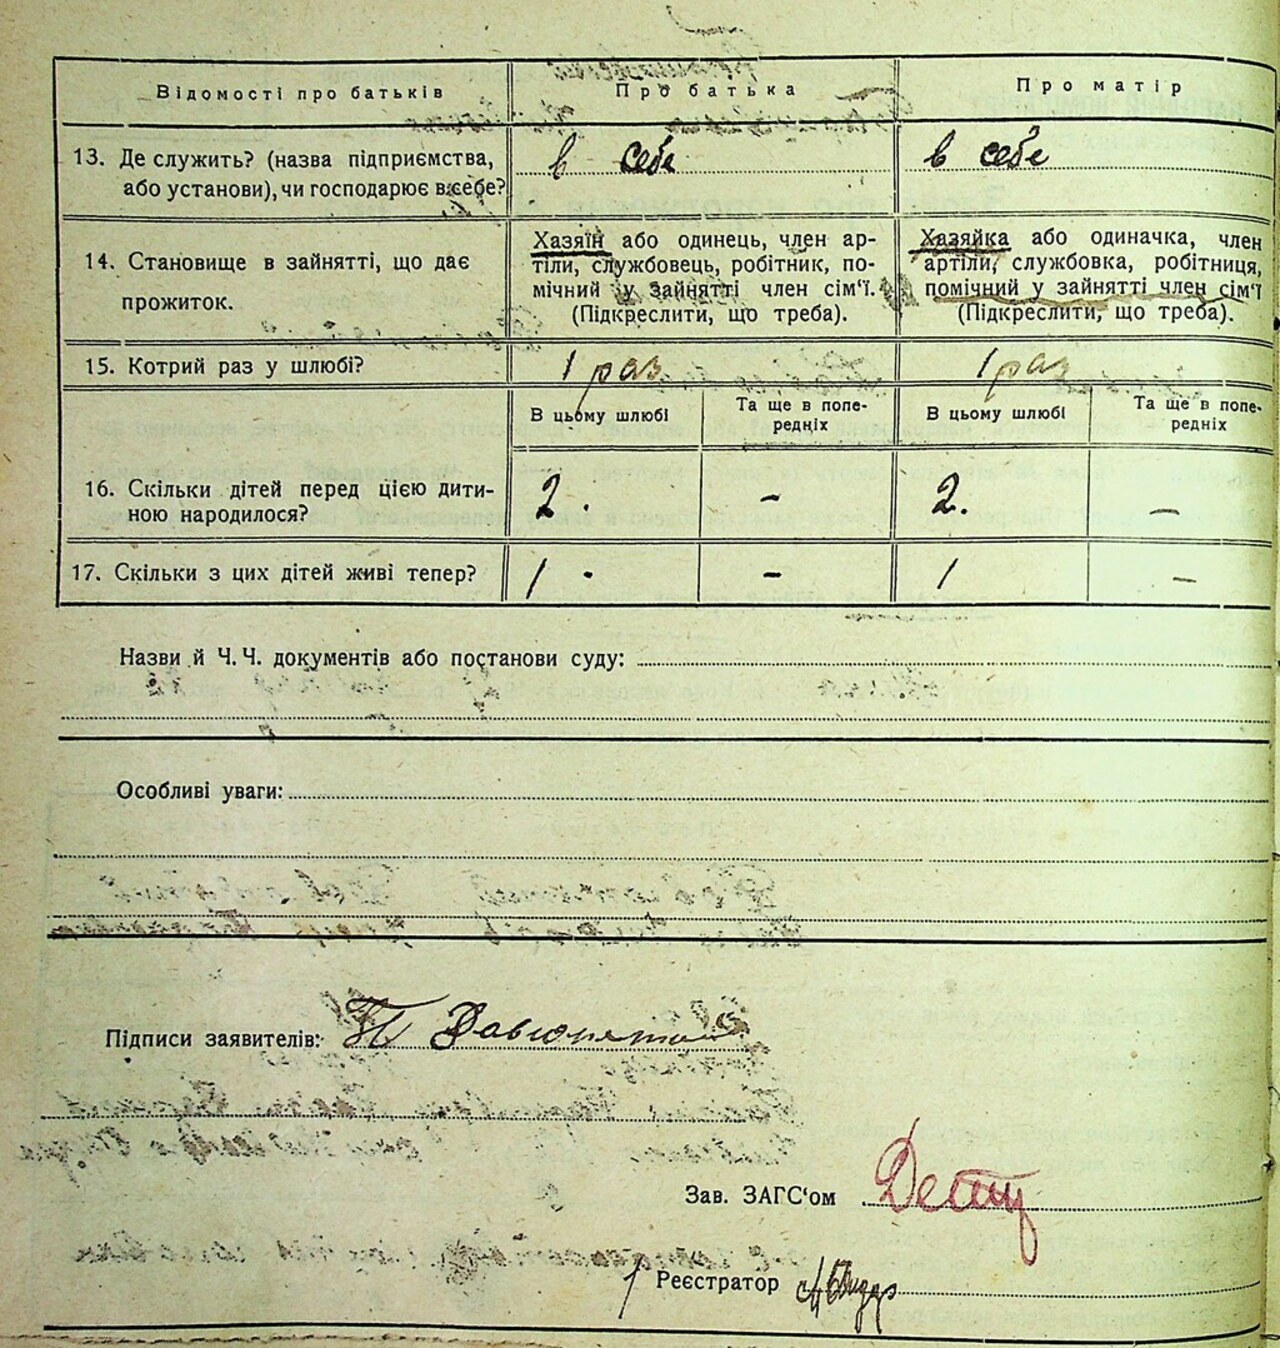 Відомості про батьків Про батька Про матір
13. Де служить? (назва підприємства, в себе в себе
або установи), чи господарює в себе?
Хазяїн або одинець, член ар- Хазяйка або одиначка, член
14. Становище в зайнятті, що дає тіли, службовець, робітник, по- артіли, службовка, робітниця,
прожиток. мічний у зайнятті член сім'ї. помічний у зайнятті член сім'ї
(Підкреслити, що треба). (Підкреслити, що треба).
15. Котрий раз у шлюбі? 1 раз 1 раз
В цьому шлюбі Та ще в попе- В цьому шлюбі Та ще в попе-
редніх редніх
16. Скільки дітей перед цією дити- 2. - 2. -
ною народилося?
17. Скільки з цих дітей живі тепер? 1 . - 1 -
Назви й Ч. Ч. документів або постанови суду:
Особливі уваги:
Підписи заявителів:
Зав. ЗАГС'ом
Реєстратор